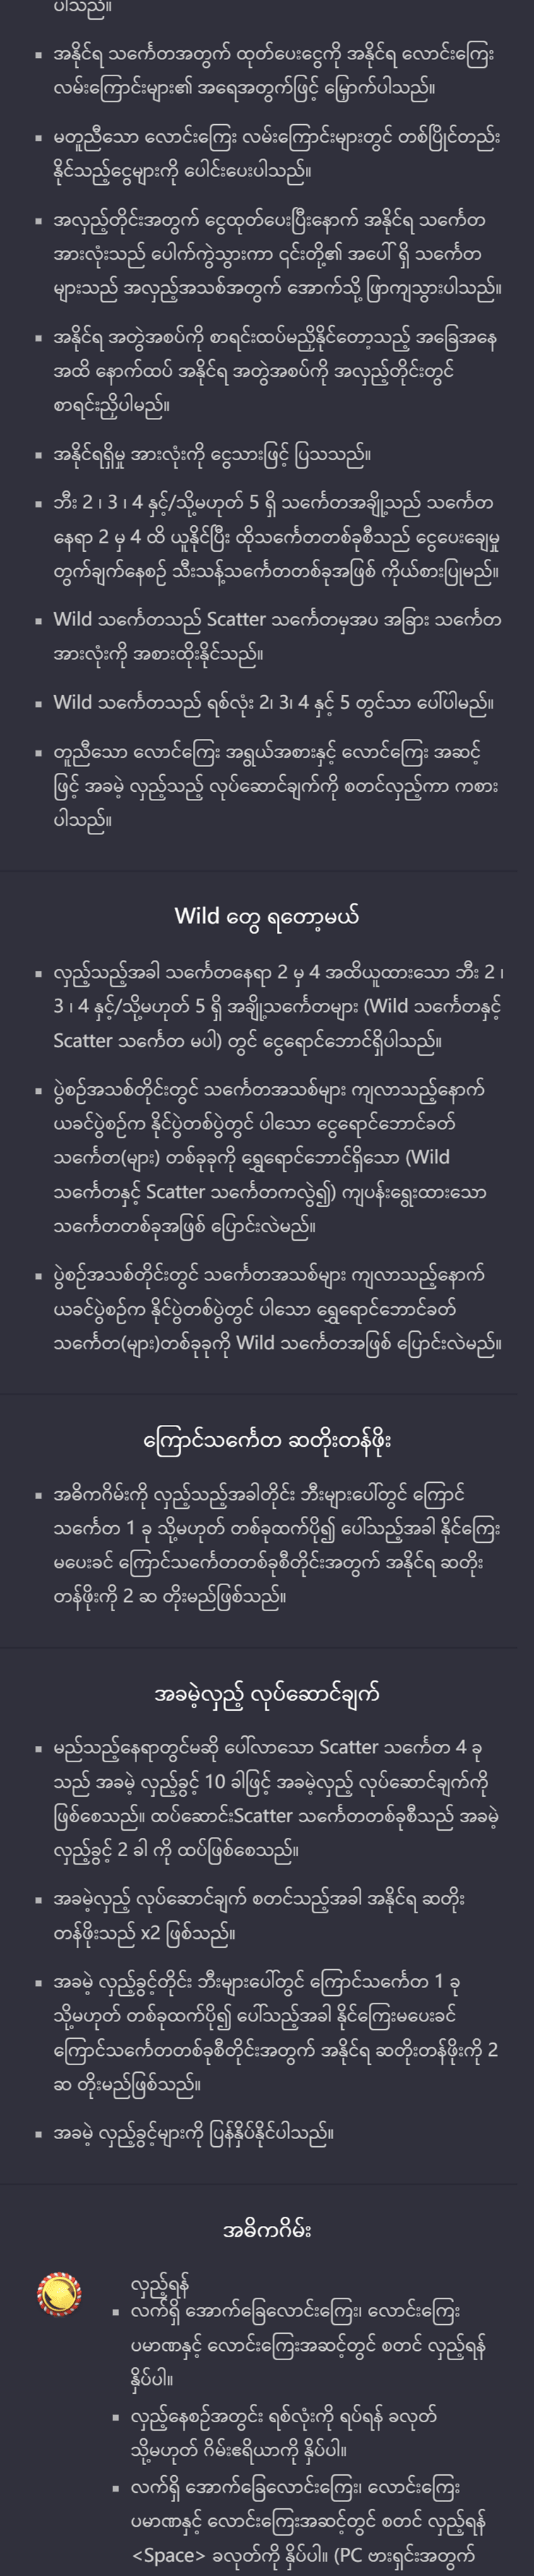 ပါသည်။
အနိုင်ရ သင်္ကေတအတွက် ထုတ်ပေးငွေကို အနိုင်ရ လောင်းကြေး
လမ်းကြောင်းများ၏ အရေအတွက်ဖြင့် မြှောက်ပါသည်။
မတူညီသော လောင်းကြေး လမ်းကြောင်းများတွင် တစ်ပြိုင်တည်း
နိုင်သည့်ငွေများကို ပေါင်းပေးပါသည်။
အလှည့်တိုင်းအတွက် ငွေထုတ်ပေးပြီးနောက် အနိုင်ရ သင်္ကေတ
အားလုံးသည် ပေါက်ကွဲသွားကာ ၎င်းတို့၏ အပေါ် ရှိ သင်္ကေတ
များသည် အလှည့်အသစ်အတွက် အောက်သို့ ဖြာကျသွားပါသည်။
အနိုင်ရ အတွဲအစပ်ကို စာရင်းထပ်မညှိနိုင်တော့သည့် အခြေအနေ
အထိ နောက်ထပ် အနိုင်ရ အတွဲအစပ်ကို အလှည့်တိုင်းတွင်
စာရင်းညှိပါမည်။
အနိုင်ရရှိမှု အားလုံးကို ငွေသားဖြင့် ပြသသည်။
ဘီး 2 ၊ 3 ၊ 4 နှင့်/သို့မဟုတ် 5 ရှိ သင်္ကေတအချို့သည် သင်္ကေတ
နေရာ 2 မှ 4 ထိ ယူနိုင်ပြီး ထိုသင်္ကေတတစ်ခုစီသည် ငွေပေးချေမှု
တွက်ချက်နေစဉ် သီးသန့်သင်္ကေတတစ်ခုအဖြစ် ကိုယ်စားပြုမည်။
Wild သင်္ကေတသည် Scatter သင်္ကေတမှအပ အခြား သင်္ကေတ
အားလုံးကို အစားထိုးနိုင်သည်။
Wild သင်္ကေတသည် ရစ်လုံး 2၊ 3၊ 4 နှင့် 5 တွင်သာ ပေါ်ပါမည်။
တူညီသော လောင်ကြေး အရွယ်အစားနှင့် လောင်ကြေး အဆင့်
ဖြင့် အခမဲ့ လှည့်သည့် လုပ်ဆောင်ချက်ကို စတင်လှည့်ကာ ကစား
ပါသည်။
Wild တွေ ရတော့မယ်
လှည့်သည့်အခါ သင်္ကေတနေရာ 2 မှ 4 အထိယူထားသော ဘီး 2 ၊
3 ၊ 4 နှင့်/သို့မဟုတ် 5 ရှိ အချို့သင်္ကေတများ (Wild သင်္ကေတနှင့်
Scatter သင်္ကေတ မပါ) တွင် ငွေရောင်ဘောင်ရှိပါသည်။
ပွဲစဉ်အသစ်တိုင်းတွင် သင်္ကေတအသစ်များ ကျလာသည့်နောက်
ယခင်ပွဲစဉ်က နိုင်ပွဲတစ်ပွဲတွင် ပါသော ငွေရောင်ဘောင်ခတ်
သင်္ကေတ(များ) တစ်ခုခုကို ရွှေရောင်ဘောင်ရှိသော (Wild
သင်္ကေတနှင့် Scatter သင်္ကေတကလွဲ၍) ကျပန်းရွေးထားသော
သင်္ကေတတစ်ခုအဖြစ် ပြောင်းလဲမည်။
ပွဲစဉ်အသစ်တိုင်းတွင် သင်္ကေတအသစ်များ ကျလာသည့်နောက်
ယခင်ပွဲစဉ်က နိုင်ပွဲတစ်ပွဲတွင် ပါသော ရွှေရောင်ဘောင်ခတ်
သင်္ကေတ(များ)တစ်ခုခုကို Wild သင်္ကေတအဖြစ် ပြောင်းလဲမည်။
ကြောင်သင်္ကေတ ဆတိုးတန်ဖိုး
အဓိကဂိမ်းကို လှည့်သည့်အခါတိုင်း ဘီးများပေါ်တွင် ကြောင်
သင်္ကေတ 1 ခု သို့မဟုတ် တစ်ခုထက်ပို၍ ပေါ်သည့်အခါ နိုင်ကြေး
မပေးခင် ကြောင်သင်္ကေတတစ်ခုစီတိုင်းအတွက် အနိုင်ရ ဆတိုး
တန်ဖိုးကို 2 ဆ တိုးမည်ဖြစ်သည်။
အခမဲ့လှည့် လုပ်ဆောင်ချက်
မည်သည့်နေရာတွင်မဆို ပေါ်လာသော Scatter သင်္ကေတ 4 ခု
သည် အခမဲ့ လှည့်ခွင့် 10 ခါဖြင့် အခမဲ့လှည့် လုပ်ဆောင်ချက်ကို
ဖြစ်စေသည်။ ထပ်ဆောင်းScatter သင်္ကေတတစ်ခုစီသည် အခမဲ့
လှည့်ခွင့် 2 ခါ ကို ထပ်ဖြစ်စေသည်။
အခမဲ့လှည့် လုပ်ဆောင်ချက် စတင်သည့်အခါ အနိုင်ရ ဆတိုး
တန်ဖိုးသည် x2 ဖြစ်သည်။
အခမဲ့ လှည့်ခွင့်တိုင်း ဘီးများပေါ်တွင် ကြောင်သင်္ကေတ 1 ခု
သို့မဟုတ် တစ်ခုထက်ပို၍ ပေါ်သည့်အခါ နိုင်ကြေးမပေးခင်
ကြောင်သင်္ကေတတစ်ခုစီတိုင်းအတွက် အနိုင်ရ ဆတိုးတန်ဖိုးကို 2
ဆ တိုးမည်ဖြစ်သည်။
အခမဲ့ လှည့်ခွင့်များကို ပြန်နှိပ်နိုင်ပါသည်။
အဓိကဂိမ်း
လှည့်ရန်
လက်ရှိ အောက်ခြေလောင်းကြေး၊ လောင်းကြေး
ပမာဏနှင့် လောင်းကြေးအဆင့်တွင် စတင် လှည့်ရန်
နှိပ်ပါ။
လှည့်နေစဉ်အတွင်း ရစ်လုံးကို ရပ်ရန် ခလုတ်
သို့မဟုတ် ဂိမ်းဧရိယာကို နှိပ်ပါ။
လက်ရှိ အောက်ခြေလောင်းကြေး၊ လောင်းကြေး
ပမာဏနှင့် လောင်းကြေးအဆင့်တွင် စတင် လှည့်ရန်
<Space> ခလုတ်ကို နှိပ်ပါ။ (PC ဗားရှင်းအတွက်